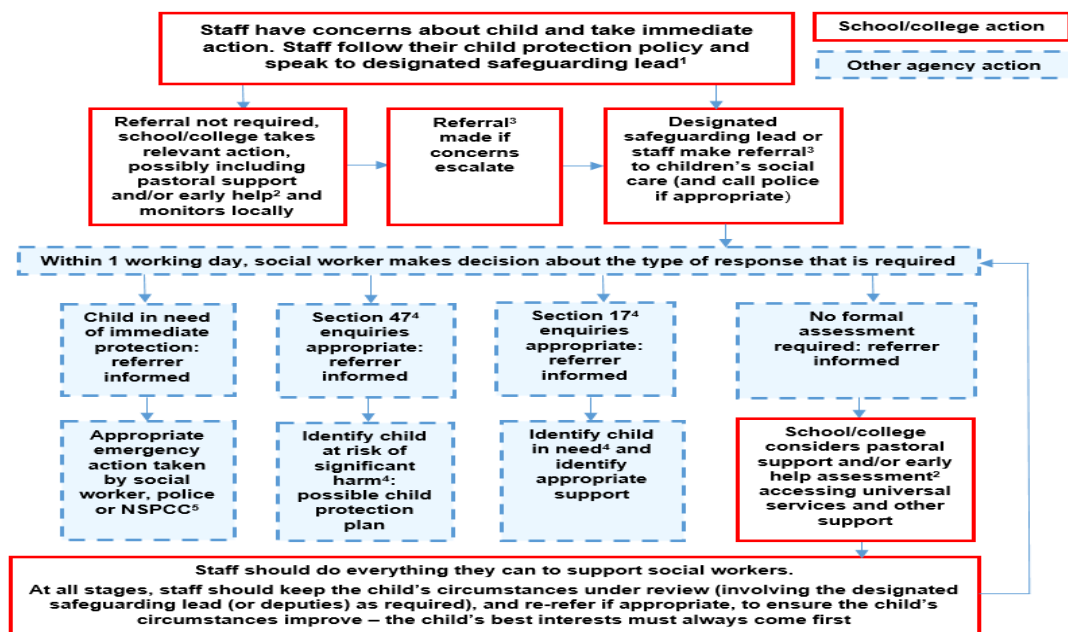 Staff have concerns about child and take immediate
action. Staff follow their child protection policy and
speak to designated safeguarding lead¹
School/college action
Other agency action
Referral not required,
school/college takes
relevant action,
possibly including
pastoral support
and/or early help² and
monitors locally
Referral³
made if
concerns
escalate
Designated
safeguarding lead or
staff make referral³
to children’s social
care (and call police
if appropriate)
Within 1 working day, social worker makes decision about the type of response that is required
Child in need
of immediate
protection:
referrer
informed
Section 47⁴
enquiries
appropriate:
referrer
informed
Section 17⁴
enquiries
appropriate:
referrer
informed
No formal
assessment
required: referrer
informed
Appropriate
emergency
action taken
by social
worker, police
or NSPCC⁵
Identify child
at risk of
significant
harm⁴:
possible child
protection
plan
Identify child
in need⁴ and
identify
appropriate
support
School/college
considers pastoral
support and/or early
help assessment²
accessing universal
services and other
support
Staff should do everything they can to support social workers.
At all stages, staff should keep the child’s circumstances under review (involving the designated
safeguarding lead (or deputies) as required), and re-refer if appropriate, to ensure the child’s
circumstances improve – the child’s best interests must always come first